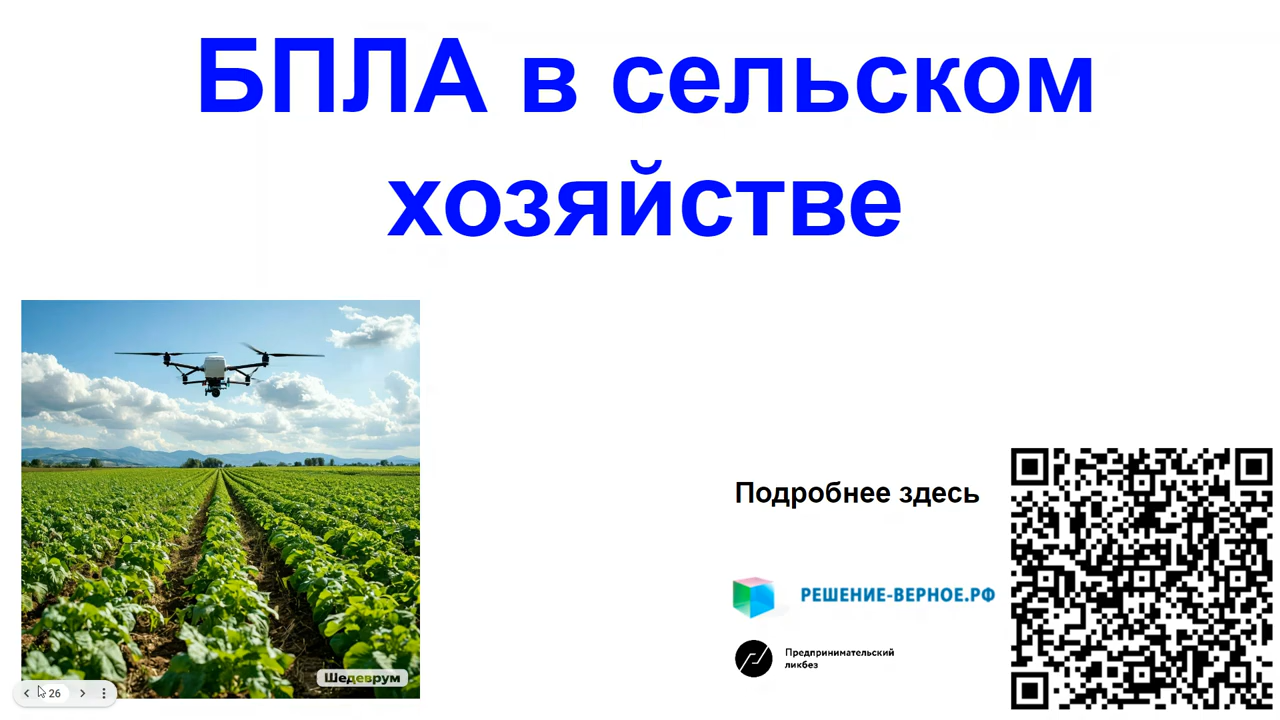 БПЛА в сельском
хозяйстве
Подробнее здесь
РЕШЕНИЕ-ВЕРНОЕ.РФ
Предпринимательский
ликбез
Шедеврум
26